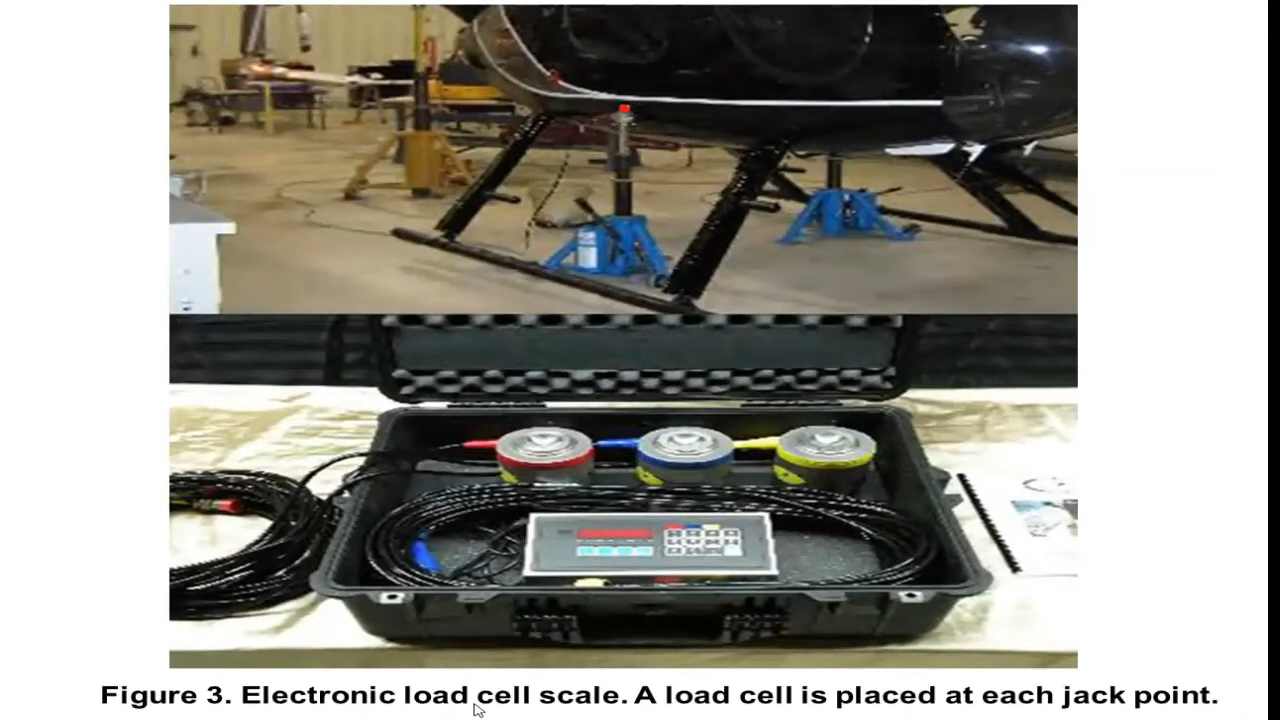 Figure 3. Electronic load cell scale. A load cell is placed at each jack point.